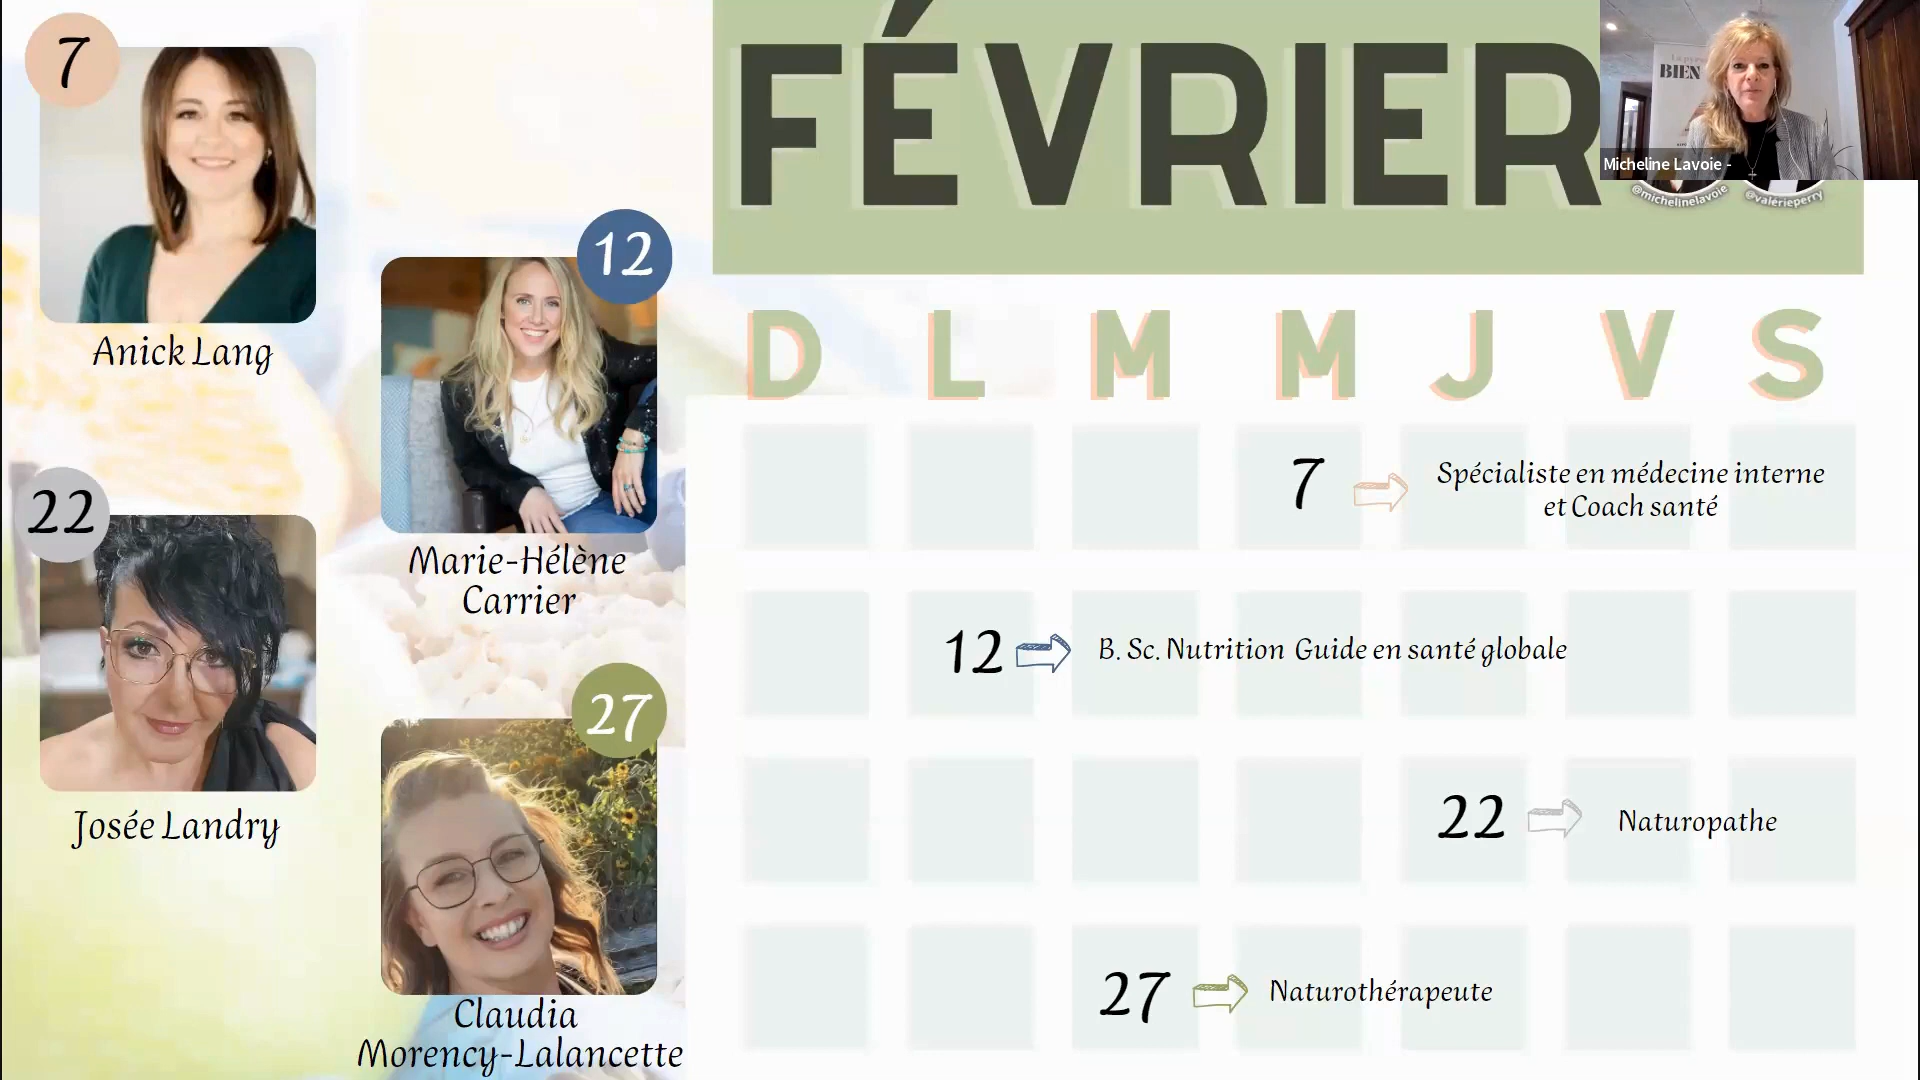 7
Anick Lang
12
Marie-Hélène
Carrier
22
Josée Landry
27
Claudia
Morency-Lalancette
FÉVRIER
BIEN
Micheline Lavoie -
@michelinelavoie
@valérieperry
D L M M J V S
7 Spécialiste en médecine interne
et Coach santé
12 B. Sc. Nutrition Guide en santé globale
22 Naturopathe
27 Naturothérapeute